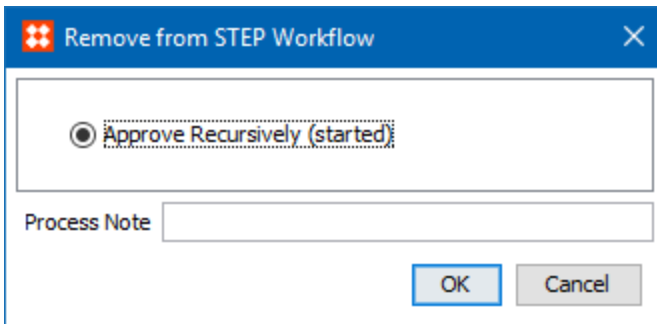 Remove from STEP Workflow
Approve Recursively (started)
Process Note
OK Cancel